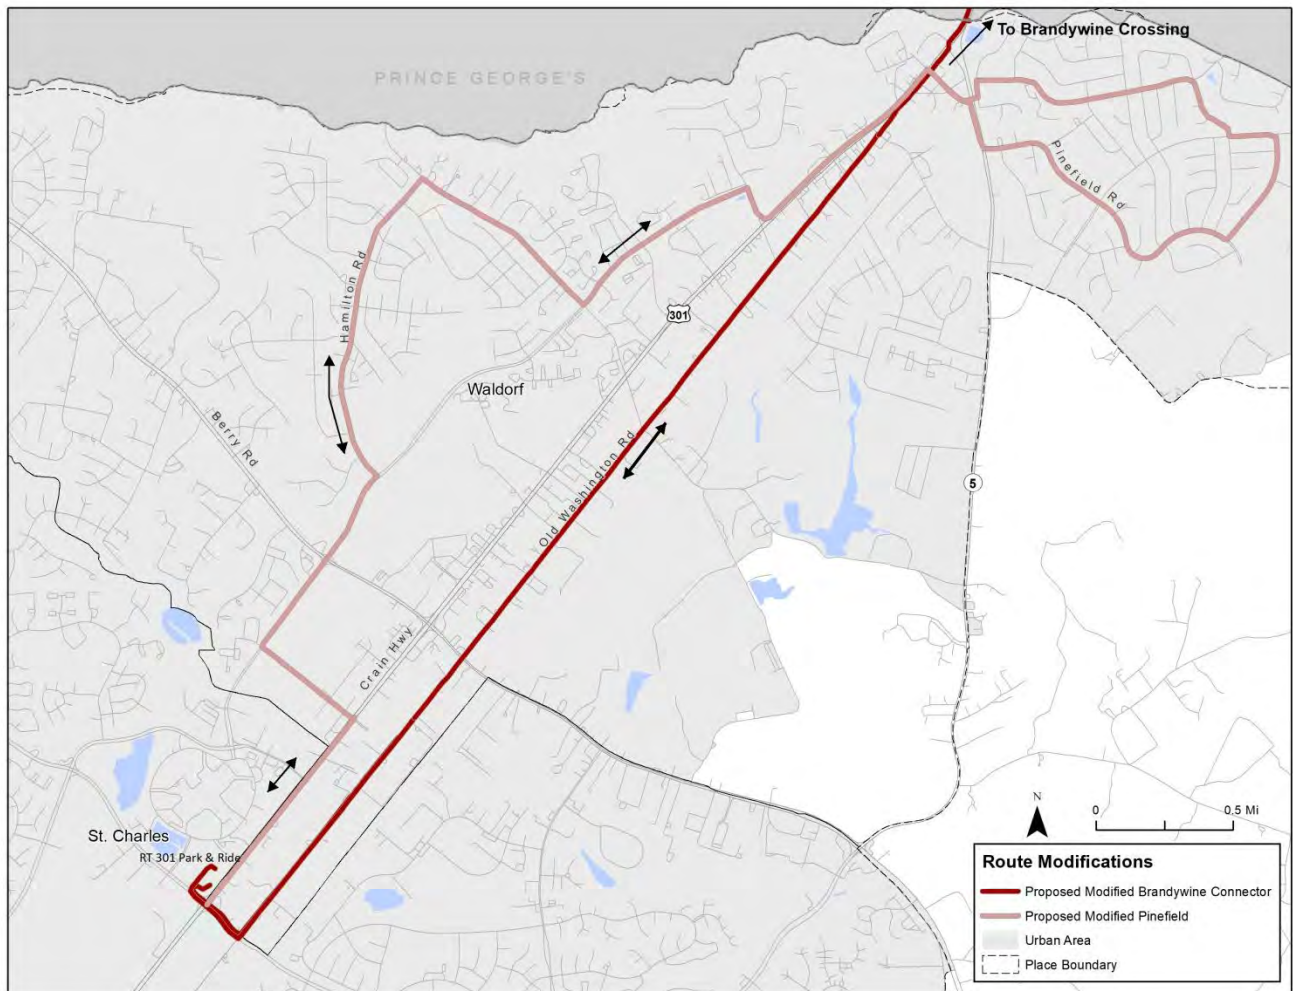 To Brandywine Crossing
PRINCE GEORGE'S
Pinefield Rd
Hamilton Rd
301
Waldorf
Berry Rd
Old Washington Rd
5
Crain Hwy
St. Charles
RT 301 Park & Ride
N
0 0.5 Mi
Route Modifications
Proposed Modified Brandywine Connector
Proposed Modified Pinefield
Urban Area
Place Boundary